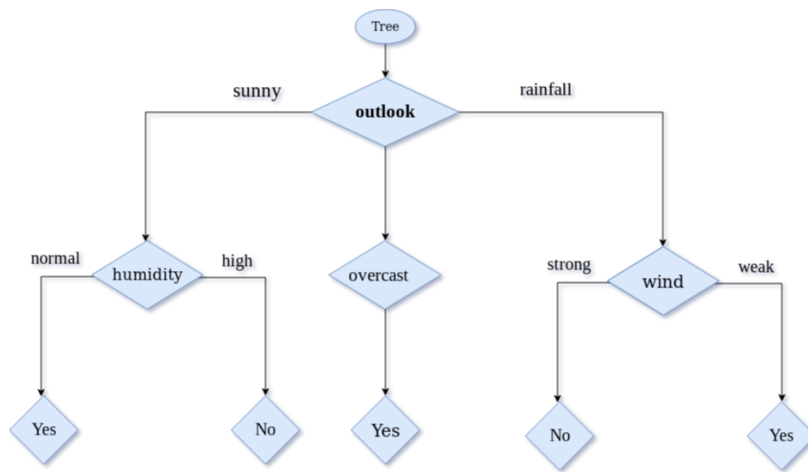 Tree
sunny
rainfall
outlook
normal
high
strong
weak
humidity
overcast
wind
Yes
No
Yes
No
Yes